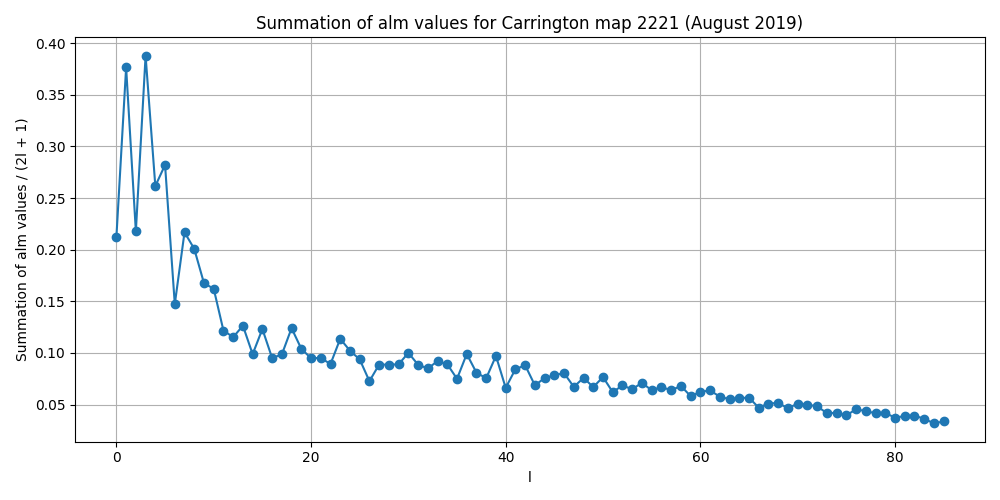 Summation of alm values for Carrington map 2221 (August 2019)
Summation of alm values / (2l + 1)
0.40
0.35
0.30
0.25
0.20
0.15
0.10
0.05
0 20 40 60 80
l